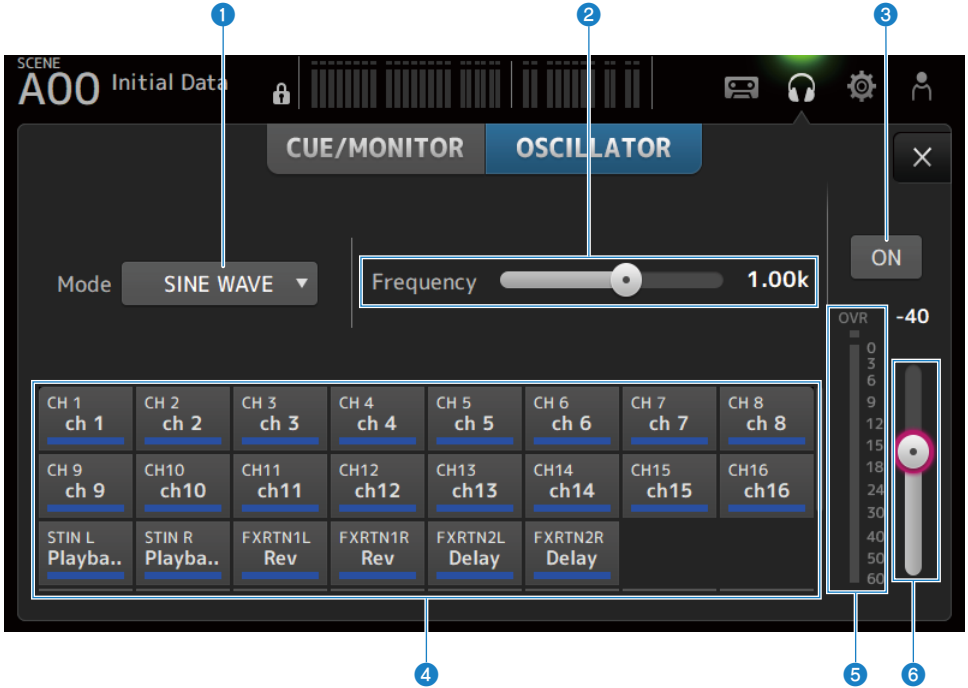 1 2 3
SCENE
A00 Initial Data
CUE/MONITOR OSCILLATOR
Mode SINE WAVE Frequency 1.00k ON
OVR -40
0
3
6
9
12
15
18
24
30
40
50
60
CH 1 CH 2 CH 3 CH 4 CH 5 CH 6 CH 7 CH 8
ch 1 ch 2 ch 3 ch 4 ch 5 ch 6 ch 7 ch 8
CH 9 CH10 CH11 CH12 CH13 CH14 CH15 CH16
ch 9 ch10 ch11 ch12 ch13 ch14 ch15 ch16
STIN L STIN R FXRTN1L FXRTN1R FXRTN2L FXRTN2R
Playba.. Playba.. Rev Rev Delay Delay
4 5 6